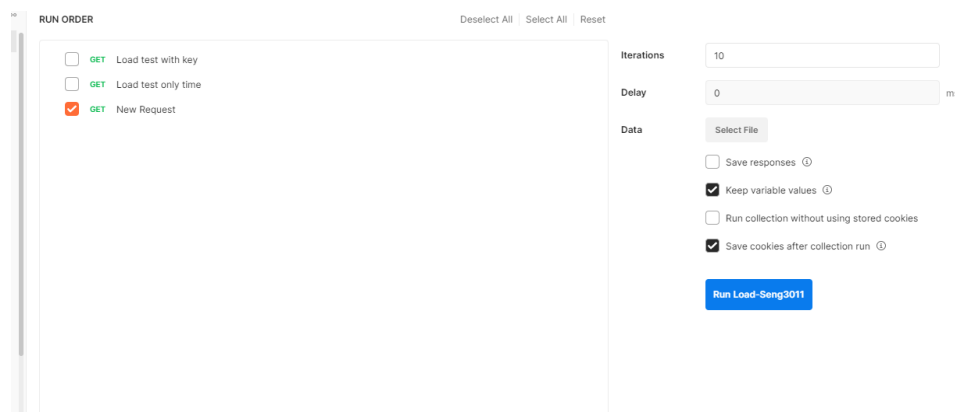 RUN ORDER Deselect All Select All Reset
GET Load test with key
GET Load test only time
GET New Request
Iterations 10
Delay 0 m
Data Select File
Save responses
Keep variable values
Run collection without using stored cookies
Save cookies after collection run
Run Load-Seng3011